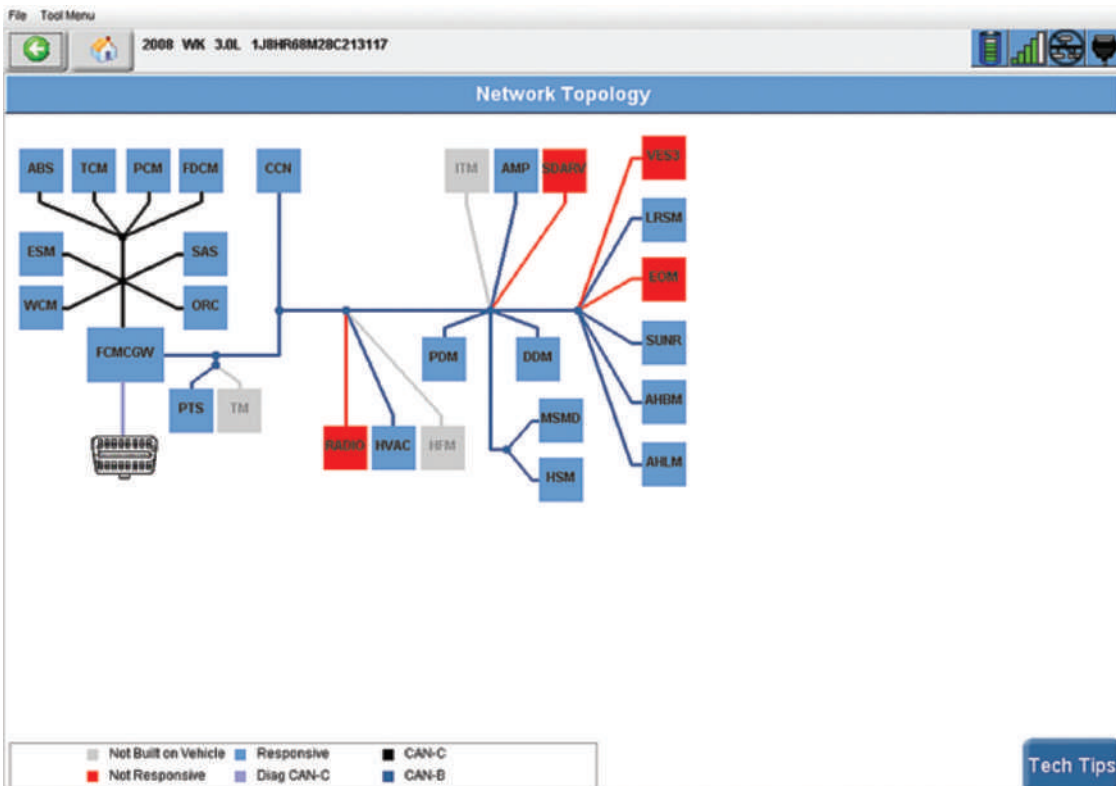 File Tool Menu
2008 WK 3.0L 1J8HR68M28C213117
Network Topology
ABS TCM PCM FDCM CCN ITM AMP SDARV VES3
LRSM
ESM SAS
EOM
WCM ORC
FCMCGW PDM DDM SUNR
PTS TM
AHBM
MSMD
RADIO HVAC HFM
AHLM
HSM
Not Built on Vehicle Responsive CAN-C
Not Responsive Diag CAN-C CAN-B
Tech Tips